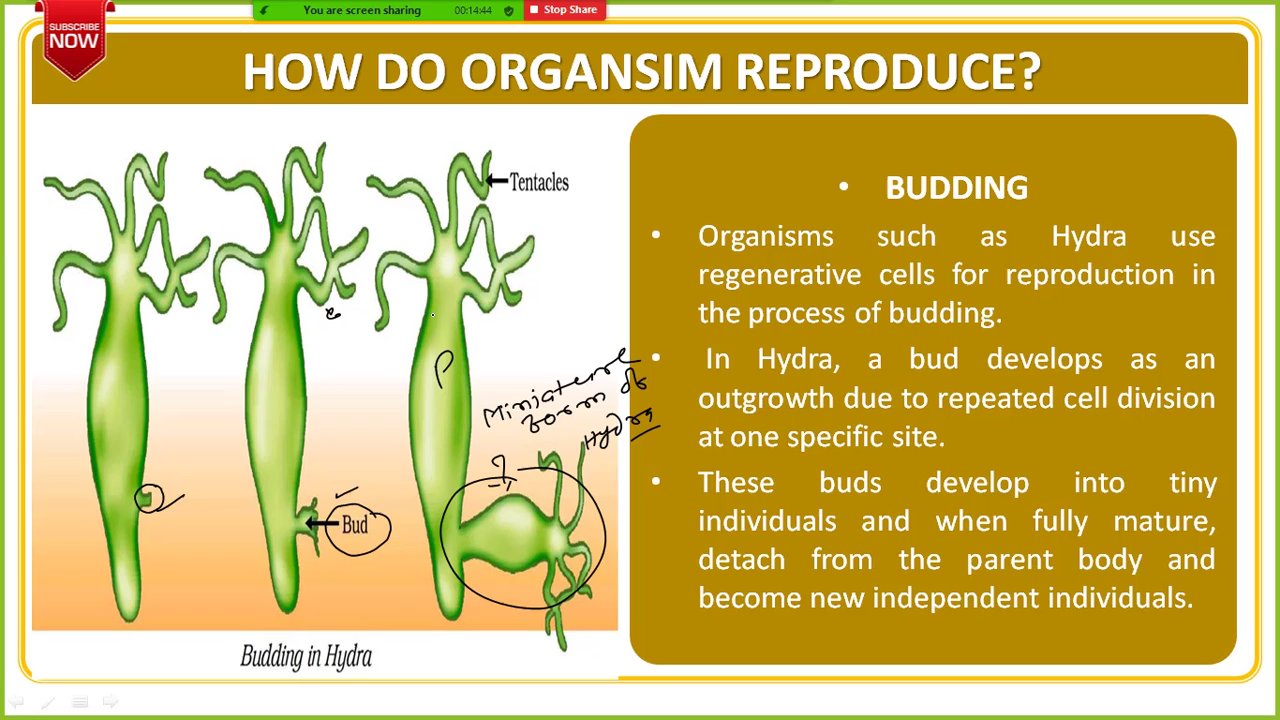 You are screen sharing
00:14:44
Stop Share
SUBSCRIBE
NOW
HOW DO ORGANSIM REPRODUCE?
Tentacles
P
Miniaterure
form of
Hydra
Bud
Budding in Hydra
• BUDDING
• Organisms such as Hydra use
regenerative cells for reproduction in
the process of budding.
• In Hydra, a bud develops as an
outgrowth due to repeated cell division
at one specific site.
• These buds develop into tiny
individuals and when fully mature,
detach from the parent body and
become new independent individuals.